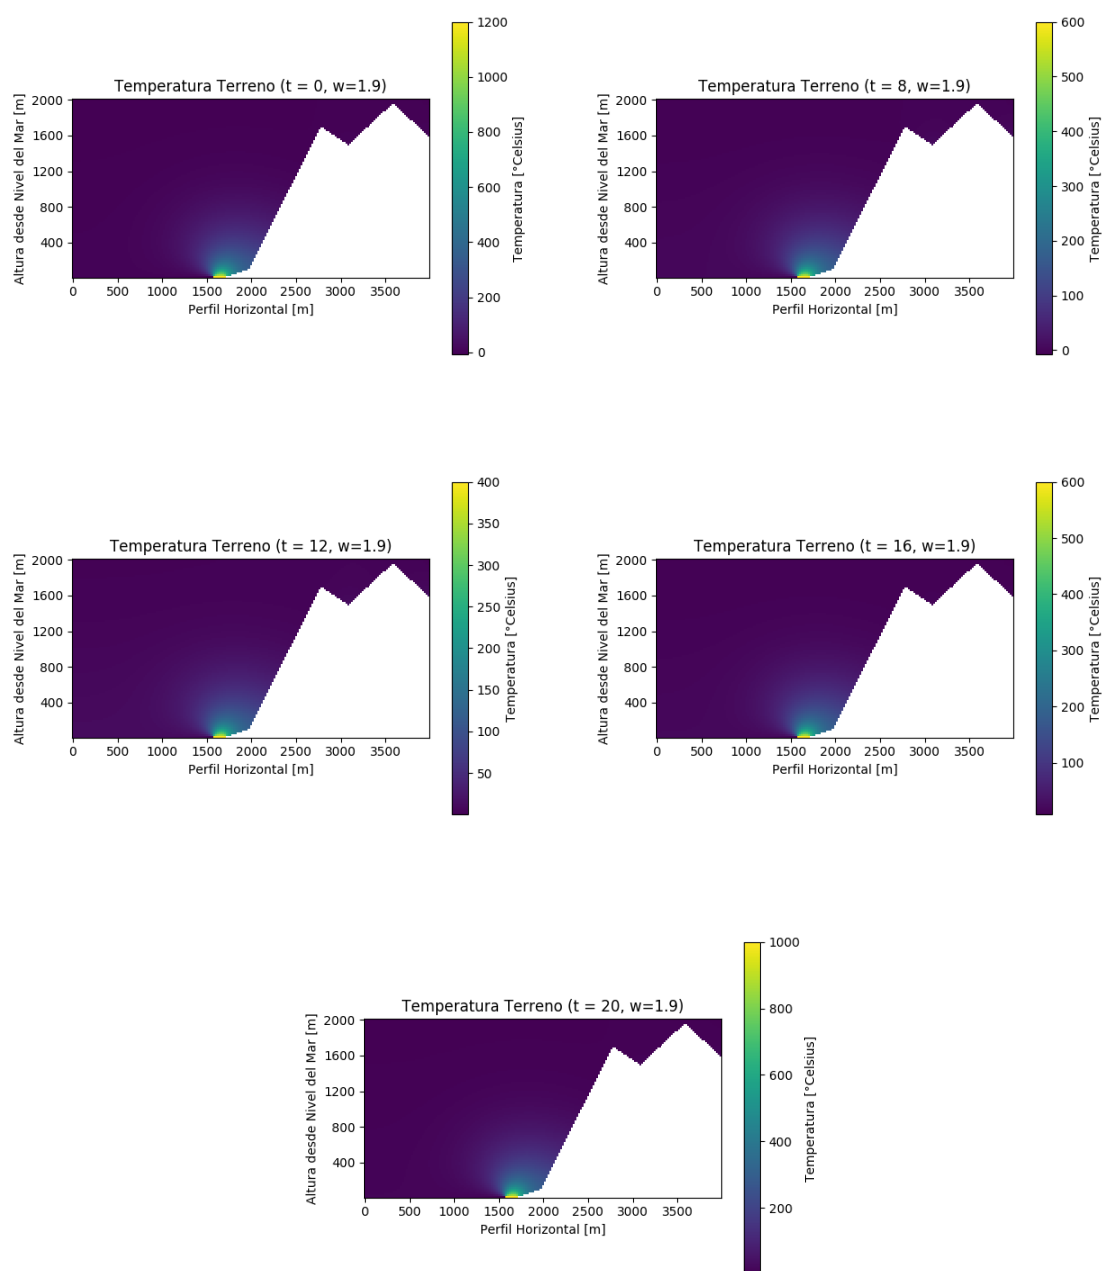 Temperatura Terreno (t = 0, w=1.9)
Altura desde Nivel del Mar [m]
2000
1600
1200
800
400
0 500 1000 1500 2000 2500 3000 3500
Perfil Horizontal [m]
1200
1000
800
600
400
200
0
Temperatura [°Celsius]
Temperatura Terreno (t = 8, w=1.9)
Altura desde Nivel del Mar [m]
2000
1600
1200
800
400
0 500 1000 1500 2000 2500 3000 3500
Perfil Horizontal [m]
600
500
400
300
200
100
0
Temperatura [°Celsius]
Temperatura Terreno (t = 12, w=1.9)
Altura desde Nivel del Mar [m]
2000
1600
1200
800
400
0 500 1000 1500 2000 2500 3000 3500
Perfil Horizontal [m]
400
350
300
250
200
150
100
50
Temperatura [°Celsius]
Temperatura Terreno (t = 16, w=1.9)
Altura desde Nivel del Mar [m]
2000
1600
1200
800
400
0 500 1000 1500 2000 2500 3000 3500
Perfil Horizontal [m]
600
500
400
300
200
100
Temperatura [°Celsius]
Temperatura Terreno (t = 20, w=1.9)
Altura desde Nivel del Mar [m]
2000
1600
1200
800
400
0 500 1000 1500 2000 2500 3000 3500
Perfil Horizontal [m]
1000
800
600
400
200
Temperatura [°Celsius]